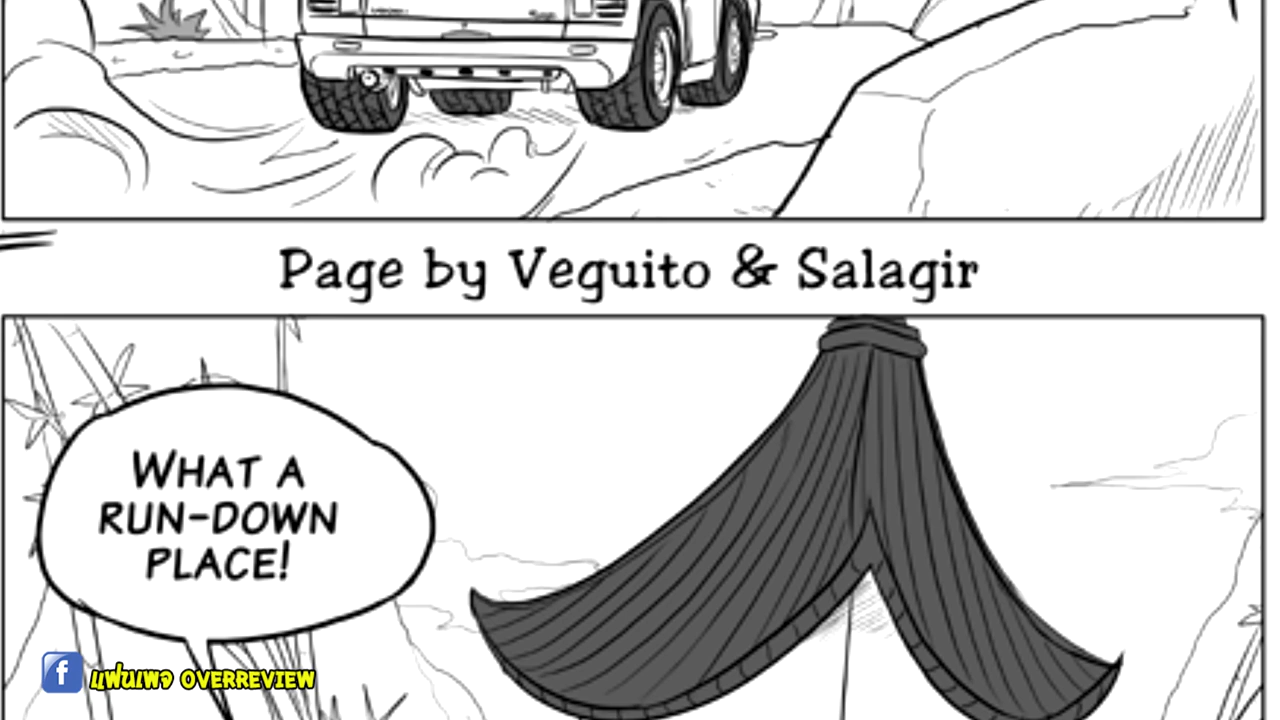 Page by Veguito & Salagir
WHAT A
RUN-DOWN
PLACE!
f แฟนเพจ OVERREVIEW